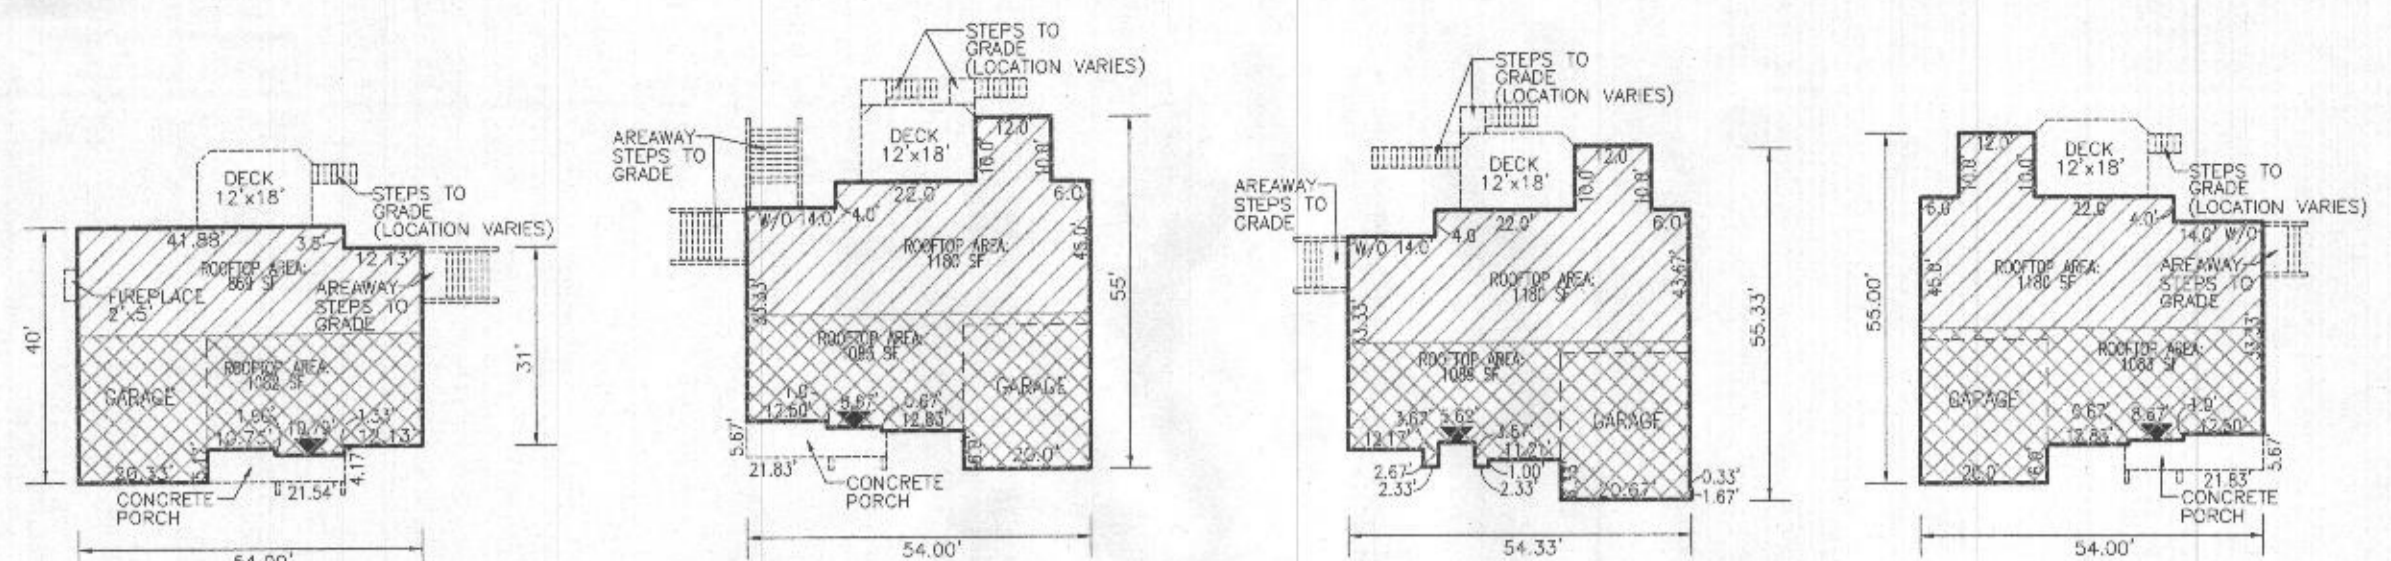 STEPS TO
GRADE
(LOCATION VARIES)
DECK
12'x18'
41.88'
3.5'
12.13'
ROOFTOP AREA:
869 SF
FIREPLACE
2'x5'
AREAWAY
STEPS TO
GRADE
40'
31'
ROOFTOP AREA:
1082 SF
GARAGE
10.79'
1.33'
10.75'
12.13'
20.33'
4.17'
21.54'
CONCRETE
PORCH
54.00'
STEPS TO
GRADE
(LOCATION VARIES)
AREAWAY
STEPS TO
GRADE
DECK
12'x18'
12.0'
10.0'
10.0'
22.0'
6.0'
W/O 14.0'
4.0'
ROOFTOP AREA:
1180 SF
45.0'
33.33'
55'
ROOFTOP AREA:
1083 SF
GARAGE
1.0'
8.67'
0.67'
12.50'
12.83'
5.67'
6.0'
20.0'
21.83'
CONCRETE
PORCH
54.00'
STEPS TO
GRADE
(LOCATION VARIES)
DECK
12'x18'
12.0'
10.0'
10.0'
AREAWAY
STEPS TO
GRADE
22.0'
6.0'
W/O 14.0'
4.0'
ROOFTOP AREA:
1180 SF
43.67'
33.33'
55.33'
ROOFTOP AREA:
1089 SF
GARAGE
3.67'
5.62'
3.67'
12.17'
11.21'
2.67'
2.33'
1.00'
2.33'
20.67'
0.33'
1.67'
54.33'
DECK
12'x18'
12.0'
10.0'
10.0'
STEPS TO
GRADE
(LOCATION VARIES)
6.0'
22.0'
4.0'
14.0' W/O
ROOFTOP AREA:
1180 SF
AREAWAY
STEPS TO
GRADE
45.0'
33.33'
55.00'
ROOFTOP AREA:
1083 SF
GARAGE
0.67'
8.67'
1.0'
12.83'
12.50'
20.0'
6.0'
5.67'
21.83'
CONCRETE
PORCH
54.00'